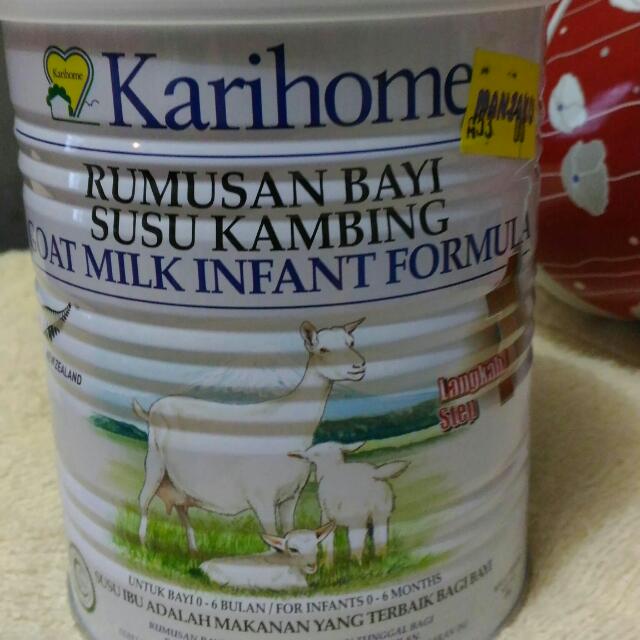 Karihome
Karihome
RUMUSAN BAYI
SUSU KAMBING
GOAT MILK INFANT FORMULA
ZEALAND
Langkah
Step 1
UNTUK BAYI 0 - 6 BULAN / FOR INFANTS 0 - 6 MONTHS
SUSU IBU ADALAH MAKANAN YANG TERBAIK BAGI BAYI